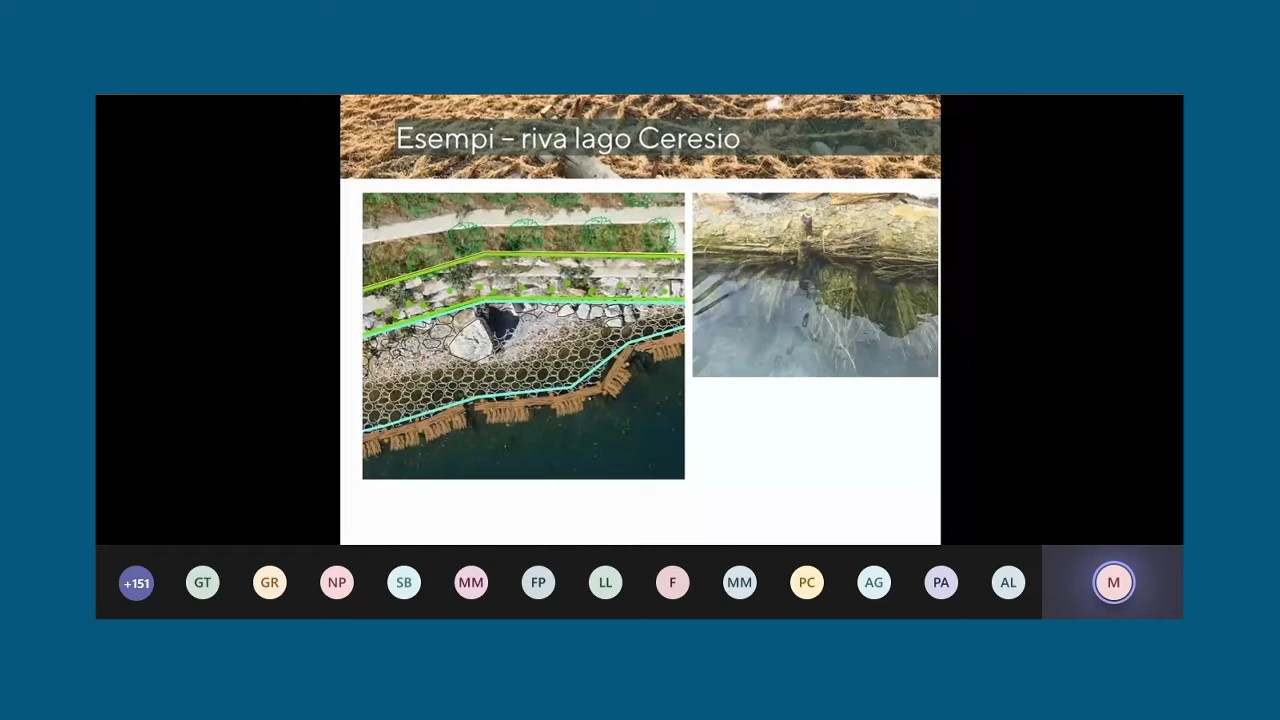 Esempi – riva lago Ceresio
+151 GT GR NP SB MM FP LL F MM PC AG PA AL M